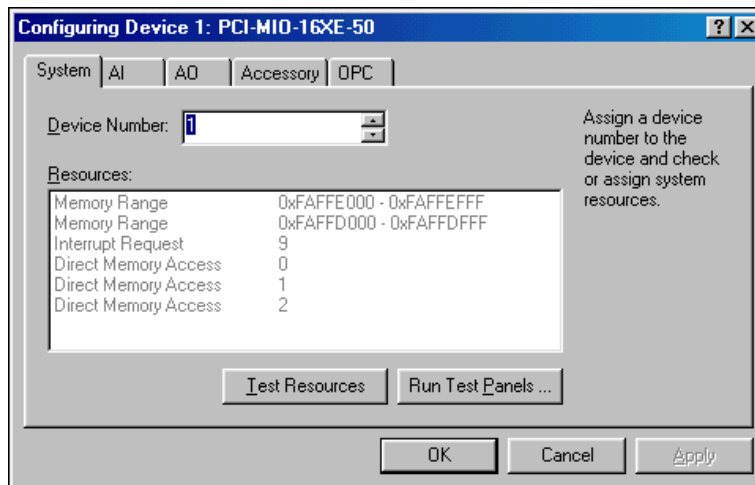 Configuring Device 1: PCI-MIO-16XE-50
System AI AO Accessory OPC
Device Number: 1
Assign a device
number to the
device and check
or assign system
resources.
Resources:
Memory Range 0xFAFFE000 - 0xFAFFEFFF
Memory Range 0xFAFFD000 - 0xFAFFDFFF
Interrupt Request 9
Direct Memory Access 0
Direct Memory Access 1
Direct Memory Access 2
Test Resources Run Test Panels ...
OK Cancel Apply